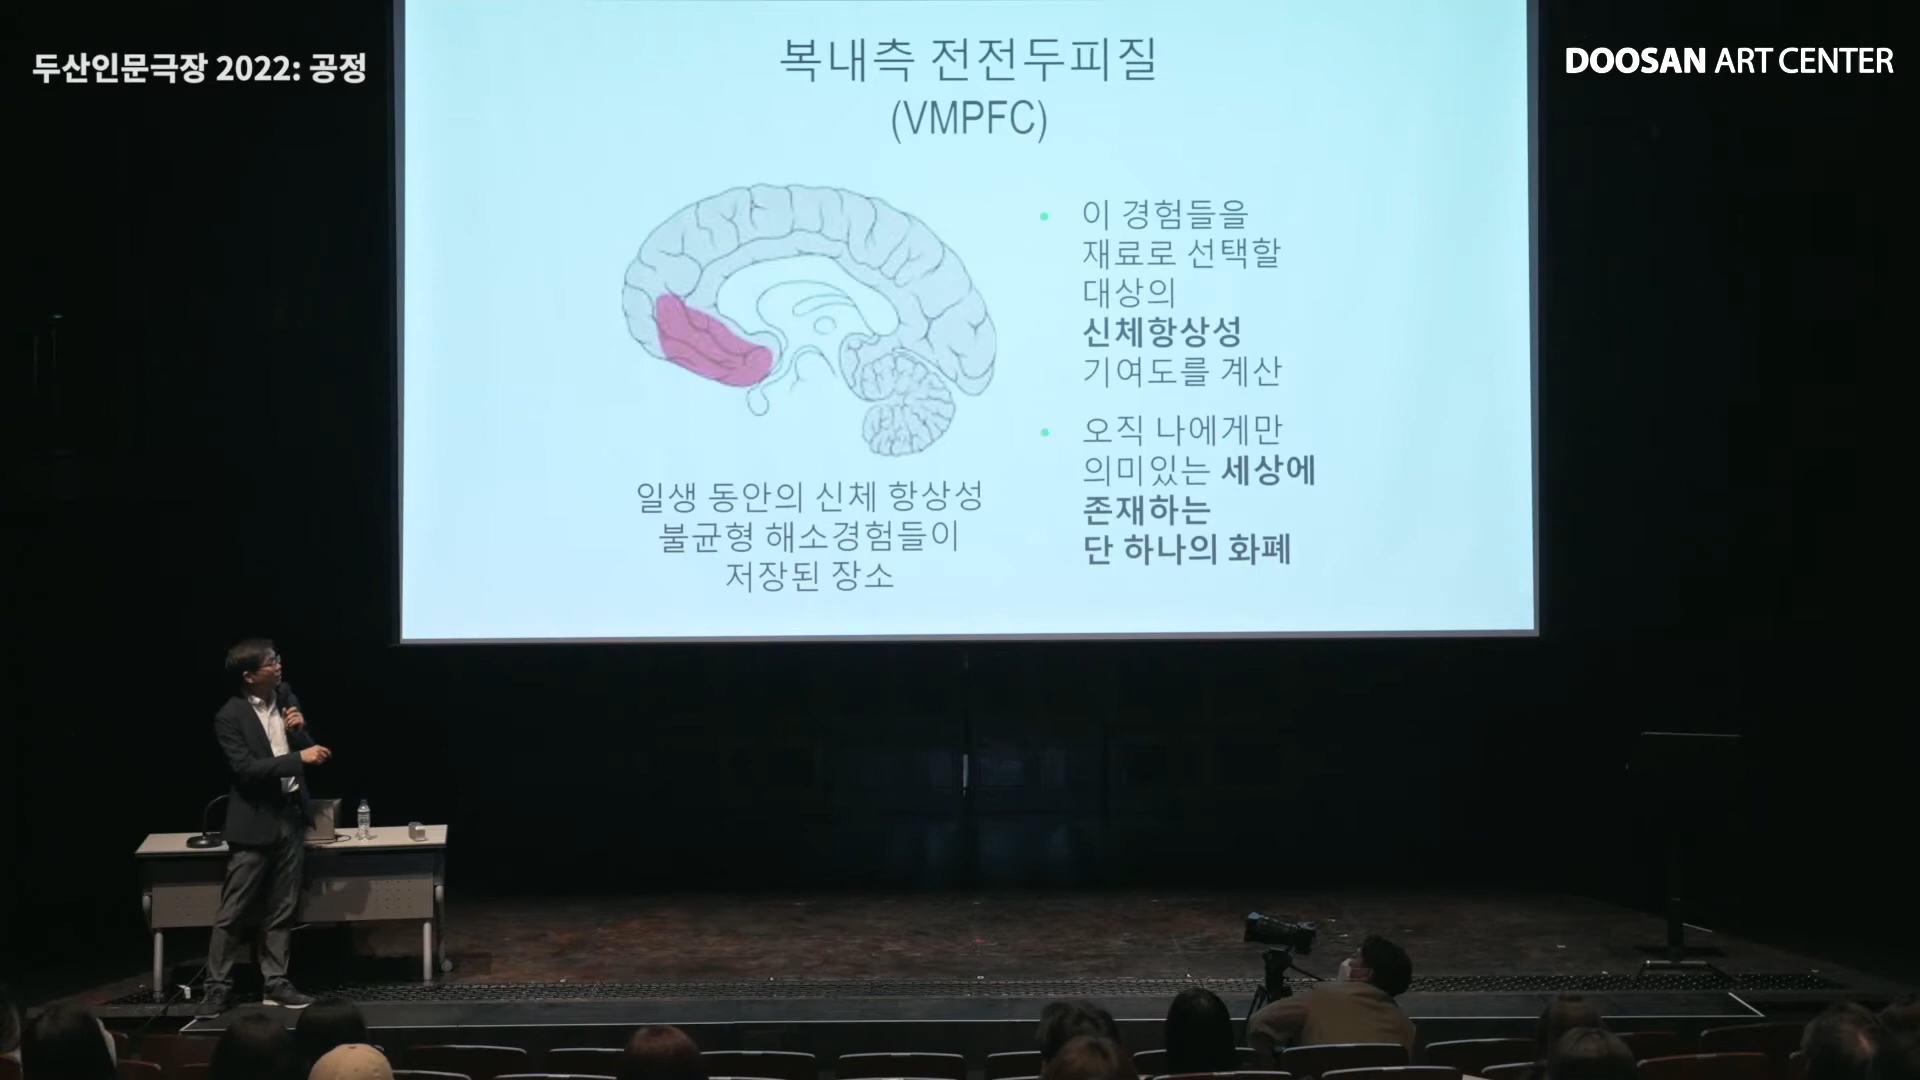 두산인문극장 2022: 공정
DOOSAN ART CENTER
복내측 전전두피질
(VMPFC)
일생 동안의 신체 항상성
불균형 해소경험들이
저장된 장소
이 경험들을
재료로 선택할
대상의
신체항상성
기여도를 계산
오직 나에게만
의미있는 세상에
존재하는
단 하나의 화폐